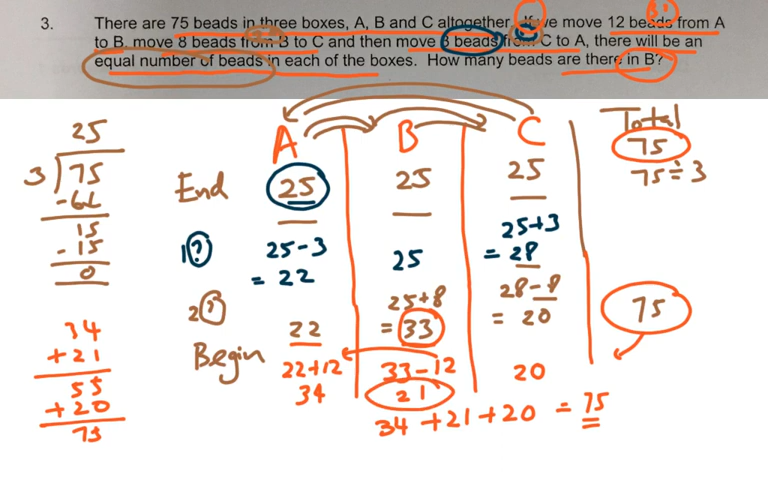 3. There are 75 beads in three boxes, A, B and C altogether. If we move 12 beads from A
to B, move 8 beads from B to C and then move 3 beads from C to A, there will be an
equal number of beads in each of the boxes. How many beads are there in B?
A B C Total
75
75÷3
25
3 75
-6
15
-15
0
End 25 25 25
1? 25-3 25 25+3
= 22 = 28
2? 22 25+8 28-8
= 33 = 20
75
Begin 22+12 33-12 20
34 21
34 +21+20 = 75
34
+21
55
+20
75